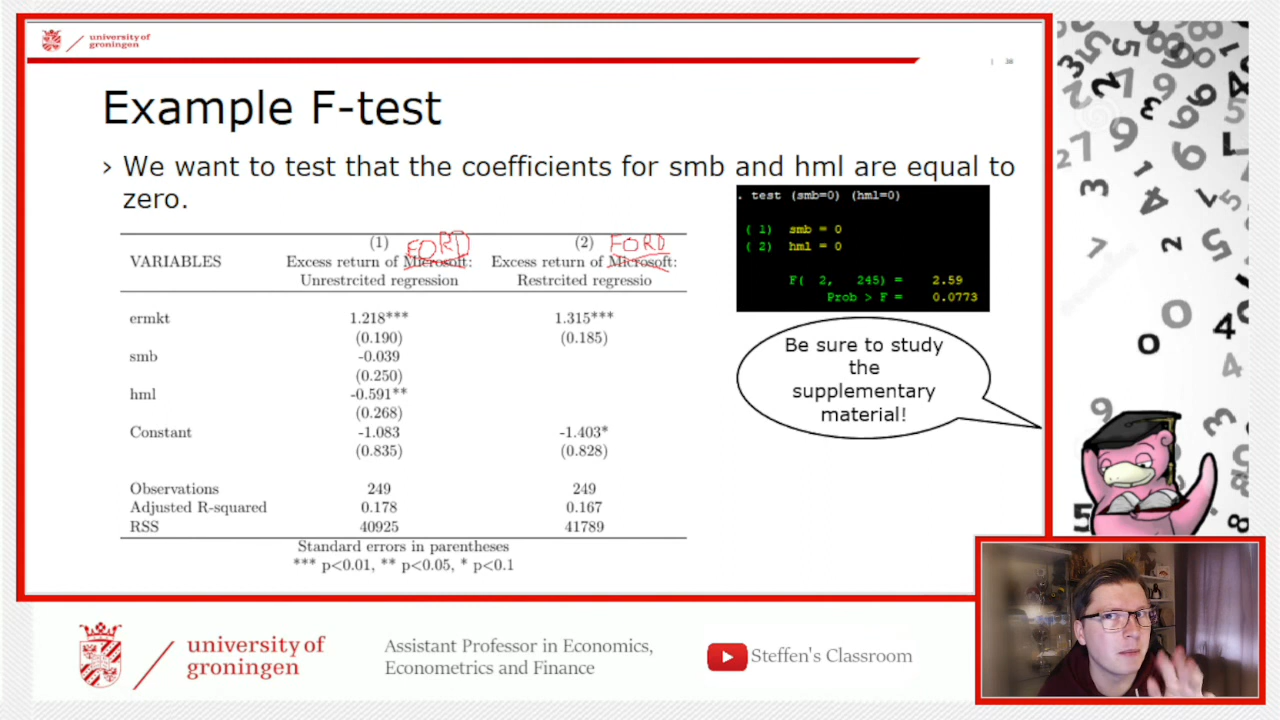 university of
groningen
| 38
Example F-test
› We want to test that the coefficients for smb and hml are equal to
zero.
. test (smb=0) (hml=0)
( 1) smb = 0
( 2) hml = 0
F( 2, 245) = 2.59
Prob > F = 0.0773
(1) FORD (2) FORD
VARIABLES Excess return of Microsoft: Excess return of Microsoft:
Unrestrcited regression Restrcited regressio
ermkt 1.218*** 1.315***
(0.190) (0.185)
smb -0.039
(0.250)
hml -0.591**
(0.268)
Constant -1.083 -1.403*
(0.835) (0.828)
Observations 249 249
Adjusted R-squared 0.178 0.167
RSS 40925 41789
Standard errors in parentheses
*** p<0.01, ** p<0.05, * p<0.1
Be sure to study
the
supplementary
material!
university of
groningen
Assistant Professor in Economics,
Econometrics and Finance
Steffen's Classroom